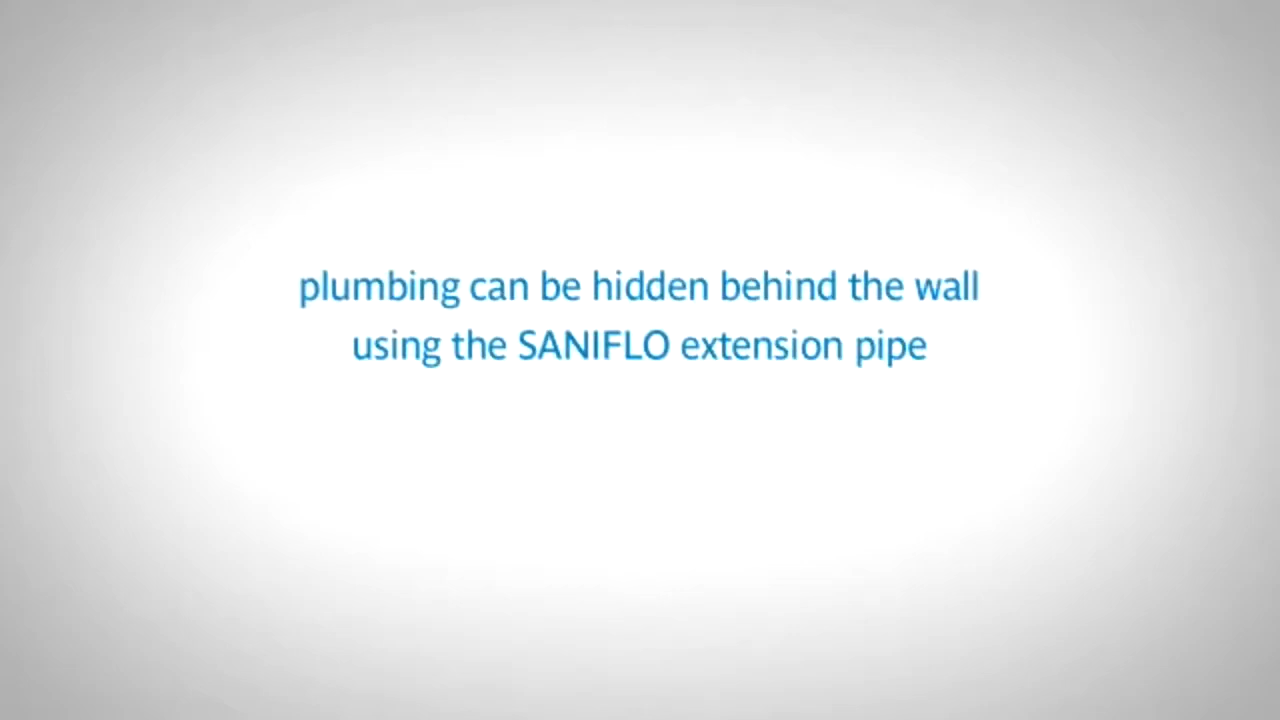 plumbing can be hidden behind the wall
using the SANIFLO extension pipe